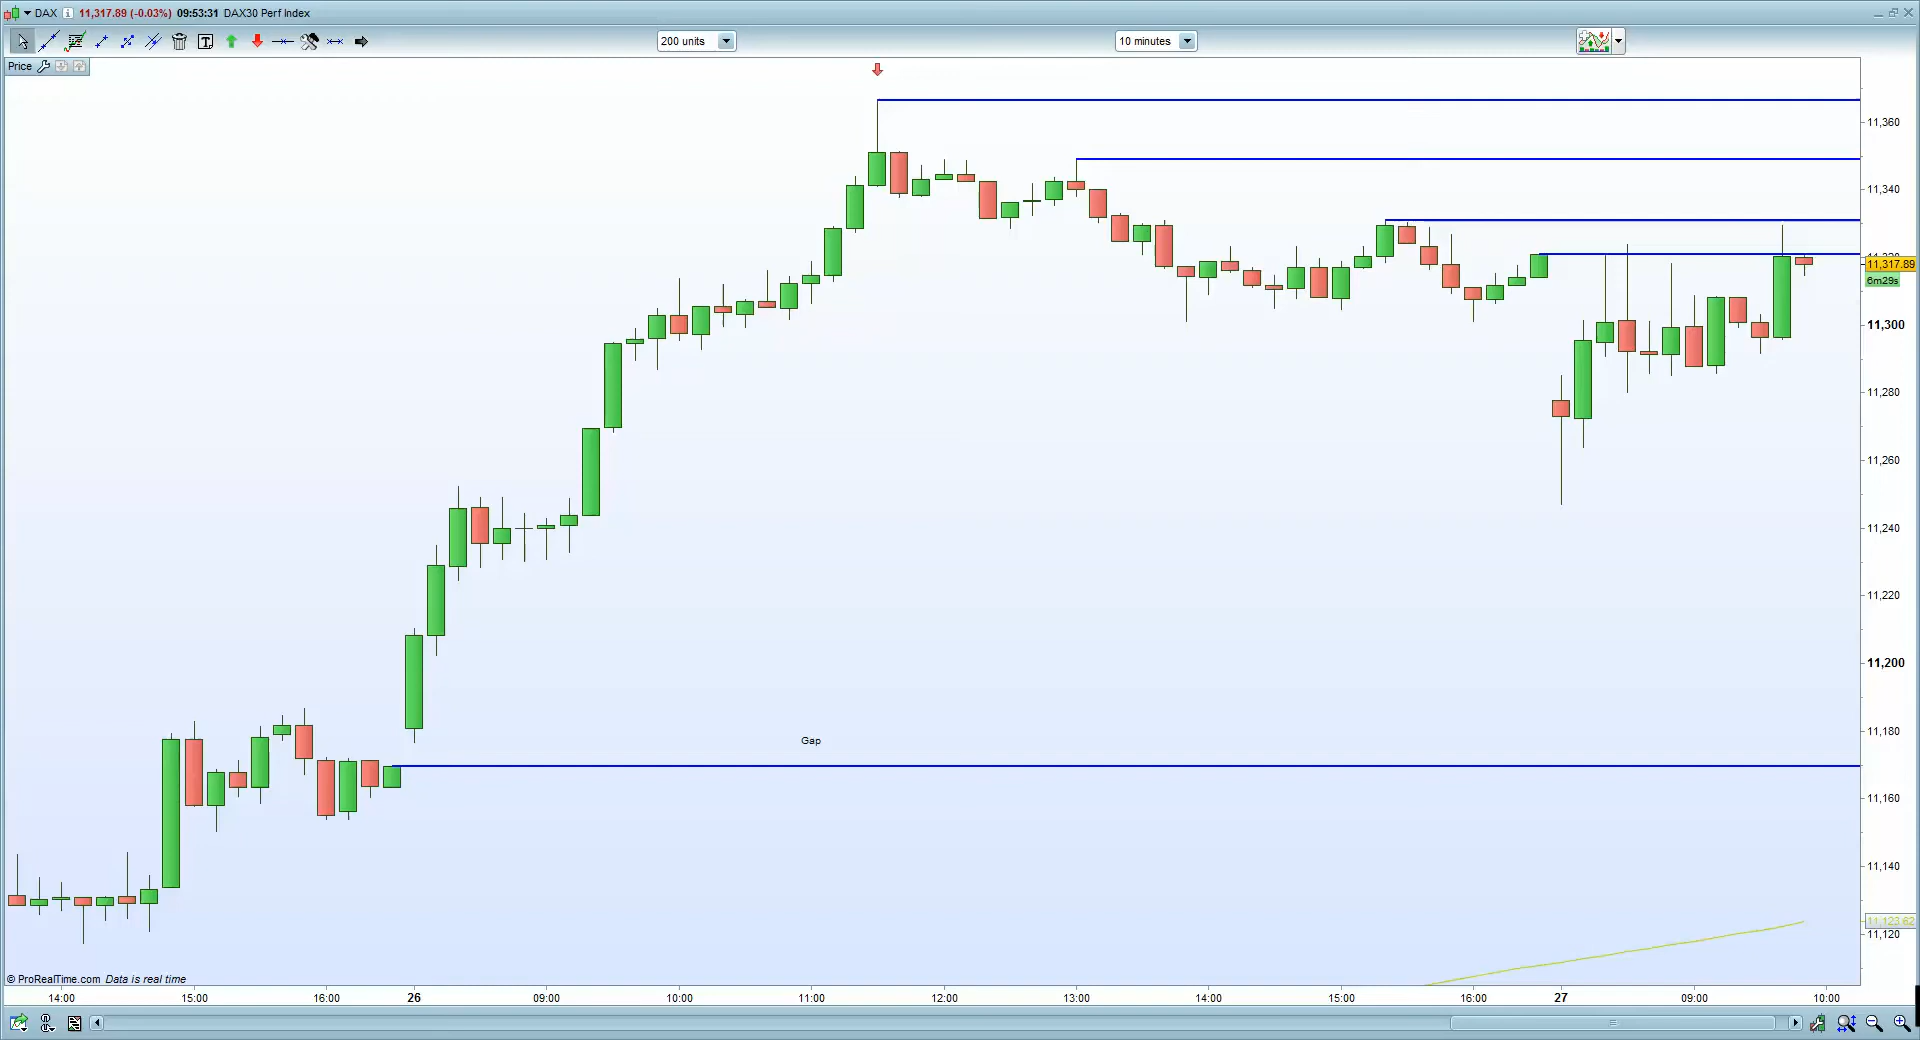 DAX 11,317.89 (-0.03%) 09:53:31 DAX30 Perf Index
200 units
10 minutes
Price
11,360
11,340
11,317.89
6m29s
11,300
11,280
11,260
11,240
11,220
11,200
11,180
Gap
11,160
11,140
11,123.62
11,120
© ProRealTime.com Data is real time
14:00 15:00 16:00 26 09:00 10:00 11:00 12:00 13:00 14:00 15:00 16:00 27 09:00 10:00